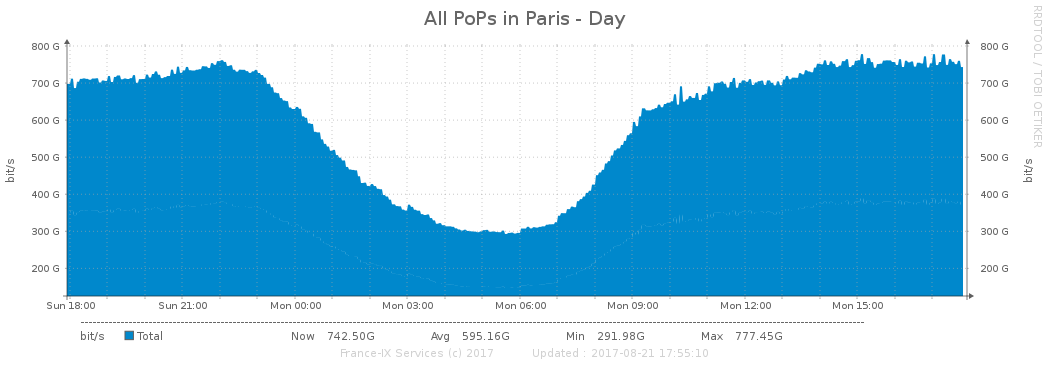 All PoPs in Paris - Day
RRDTOOL / TOBI OETIKER
800 G 800 G
700 G 700 G
600 G 600 G
500 G 500 G
400 G 400 G
300 G 300 G
200 G 200 G
bit/s bit/s
Sun 18:00 Sun 21:00 Mon 00:00 Mon 03:00 Mon 06:00 Mon 09:00 Mon 12:00 Mon 15:00
bit/s Total Now 742.50G Avg 595.16G Min 291.98G Max 777.45G
France-IX Services (c) 2017 Updated : 2017-08-21 17:55:10